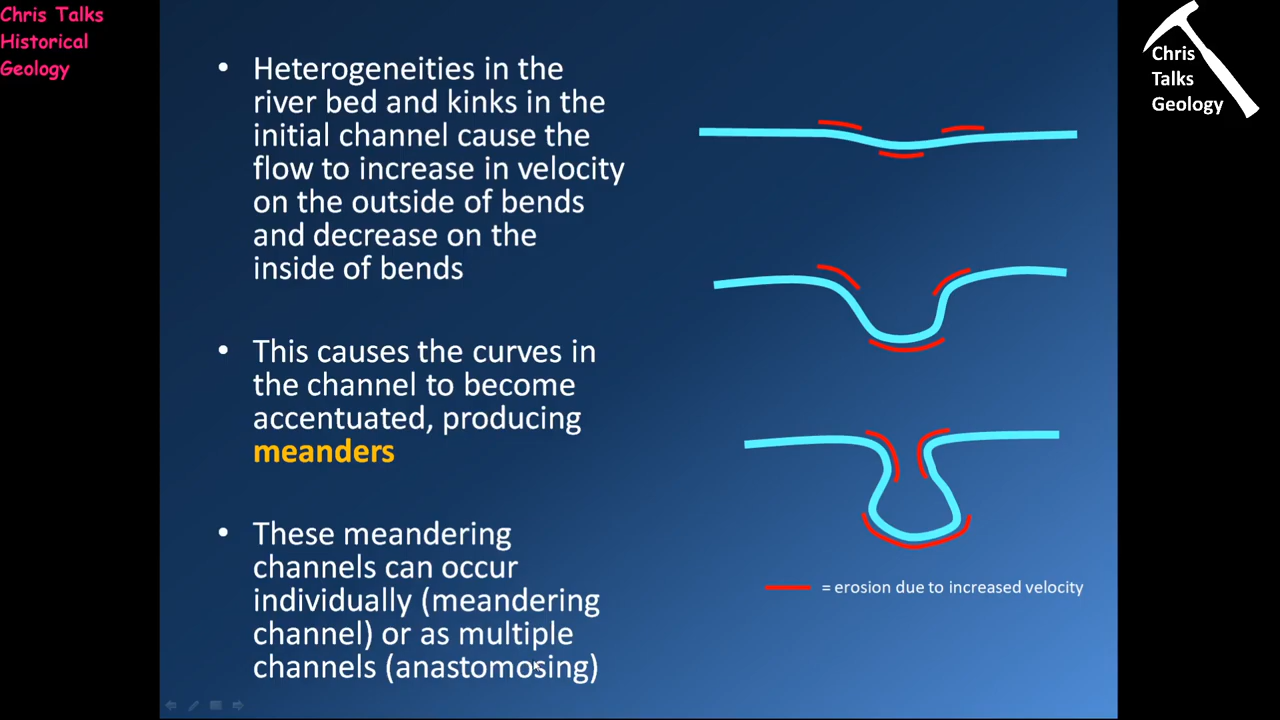 Chris Talks
Historical
Geology
Chris
Talks
Geology
• Heterogeneities in the
river bed and kinks in the
initial channel cause the
flow to increase in velocity
on the outside of bends
and decrease on the
inside of bends
• This causes the curves in
the channel to become
accentuated, producing
meanders
• These meandering
channels can occur
individually (meandering
channel) or as multiple
channels (anastomosing)
= erosion due to increased velocity